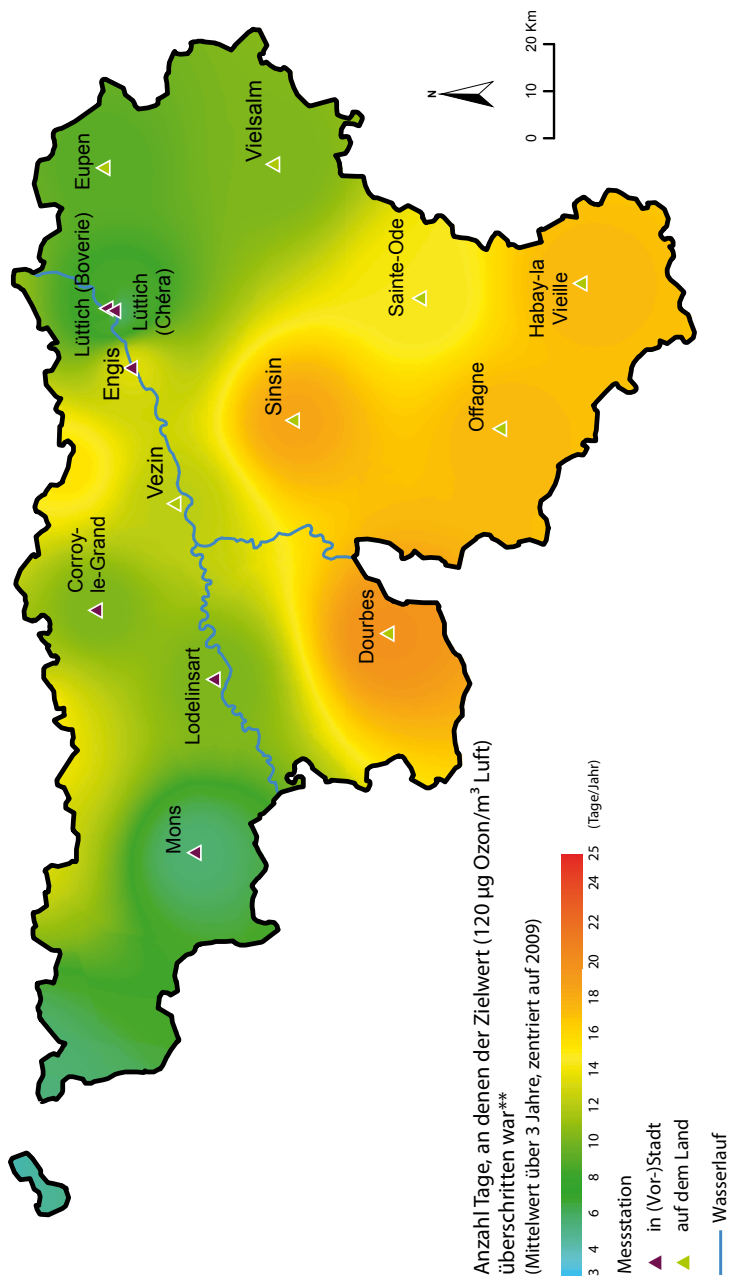 Eupen
Lüttich (Boverie)
Lüttich
(Chéra)
Engis
Vielsalm
Vezin
Corroy-
le-Grand
Sinsin
Sainte-Ode
Lodelinsart
Mons
Dourbes
Offagne
Habay-la
Vieille
N
0 10 20 Km
Anzahl Tage, an denen der Zielwert (120 µg Ozon/m³ Luft)
überschritten war**
(Mittelwert über 3 Jahre, zentriert auf 2009)
3 4 6 8 10 12 14 16 18 20 22 24 25 (Tage/Jahr)
Messstation
in (Vor-)Stadt
auf dem Land
Wasserlauf